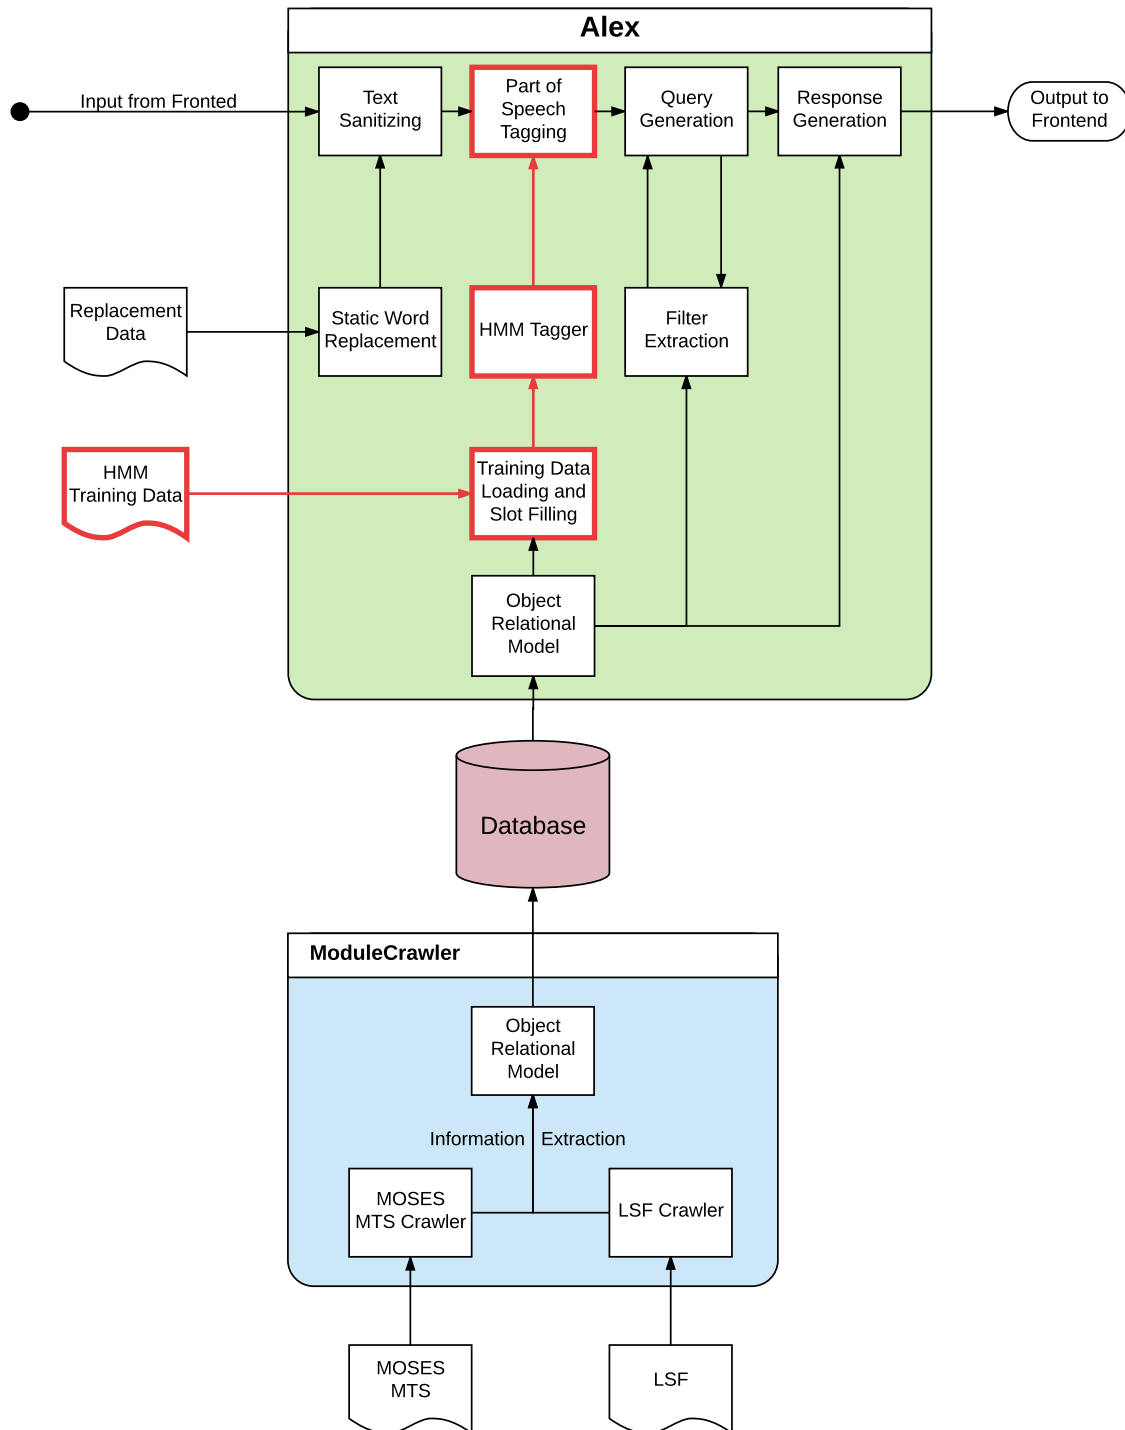 Alex
Input from Fronted
Text
Sanitizing
Part of
Speech
Tagging
Query
Generation
Response
Generation
Output to
Frontend
Replacement
Data
Static Word
Replacement
HMM Tagger
Filter
Extraction
HMM
Training Data
Training Data
Loading and
Slot Filling
Object
Relational
Model
Database
ModuleCrawler
Object
Relational
Model
Information Extraction
MOSES
MTS Crawler
LSF Crawler
MOSES
MTS
LSF